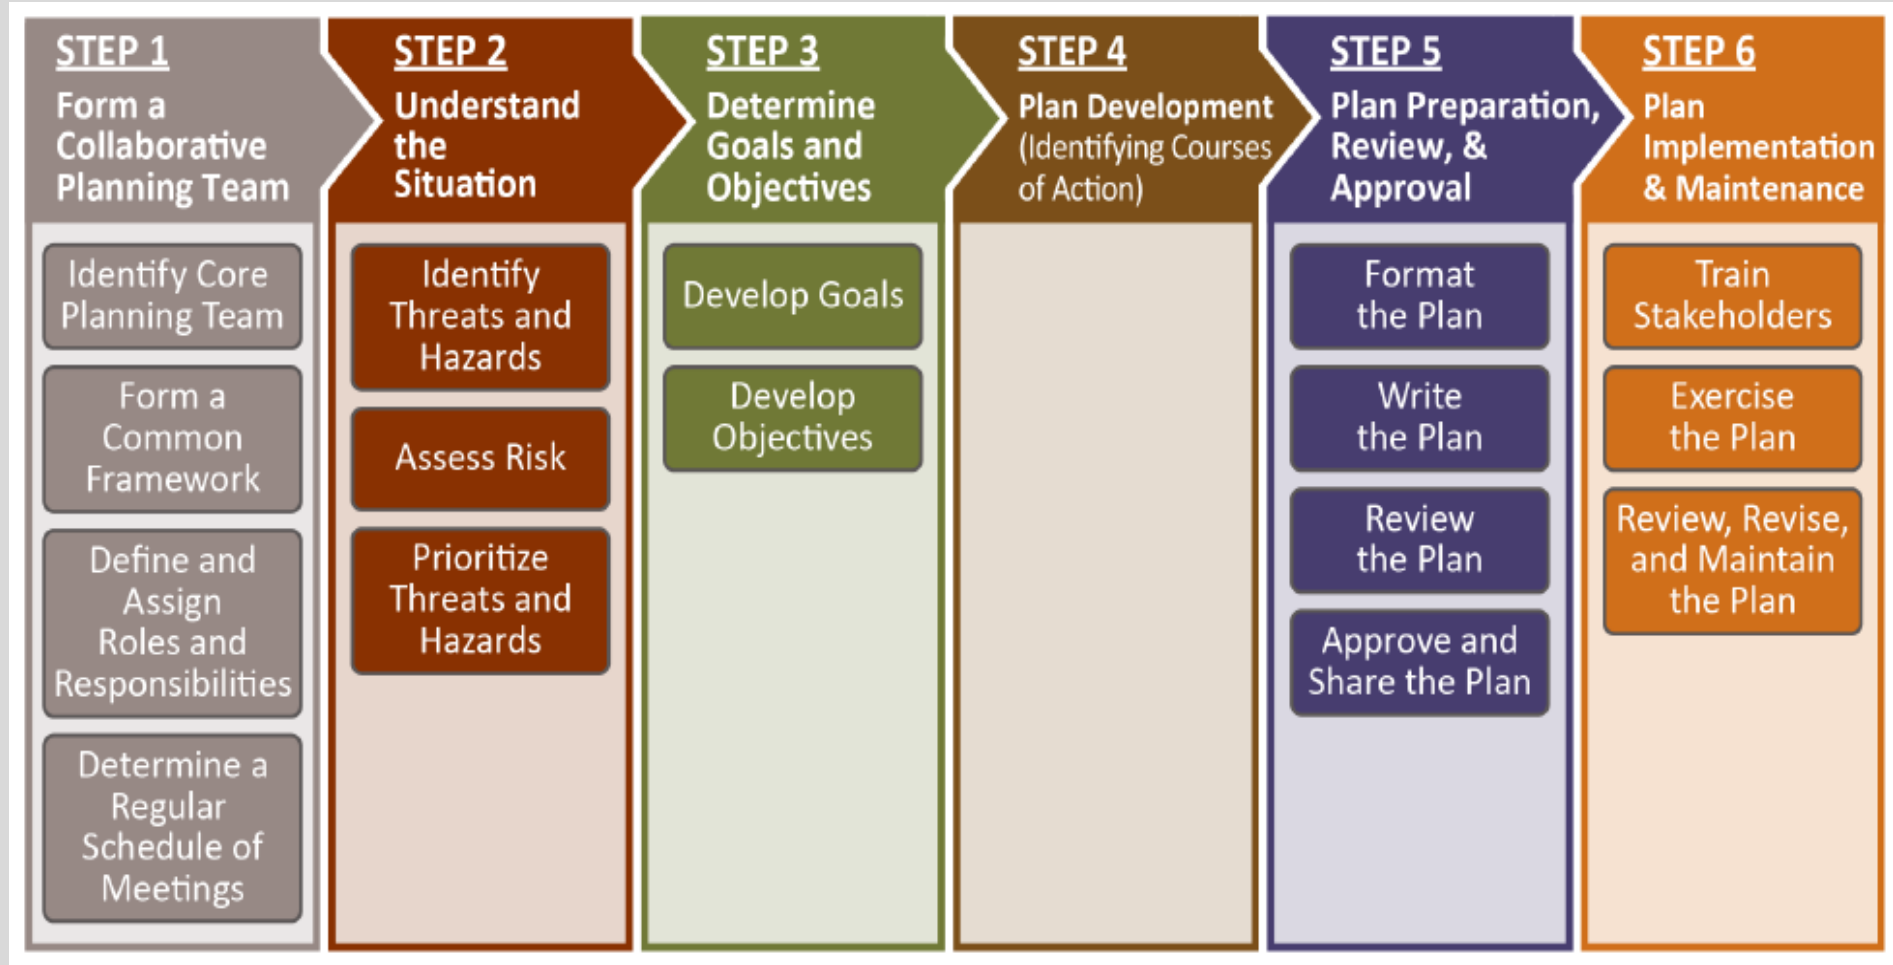 STEP 1
Form a
Collaborative
Planning Team
Identify Core
Planning Team
Form a
Common
Framework
Define and
Assign
Roles and
Responsibilities
Determine a
Regular
Schedule of
Meetings
STEP 2
Understand
the
Situation
Identify
Threats and
Hazards
Assess Risk
Prioritize
Threats and
Hazards
STEP 3
Determine
Goals and
Objectives
Develop Goals
Develop
Objectives
STEP 4
Plan Development
(Identifying Courses
of Action)
STEP 5
Plan Preparation,
Review, &
Approval
Format
the Plan
Write
the Plan
Review
the Plan
Approve and
Share the Plan
STEP 6
Plan
Implementation
& Maintenance
Train
Stakeholders
Exercise
the Plan
Review, Revise,
and Maintain
the Plan